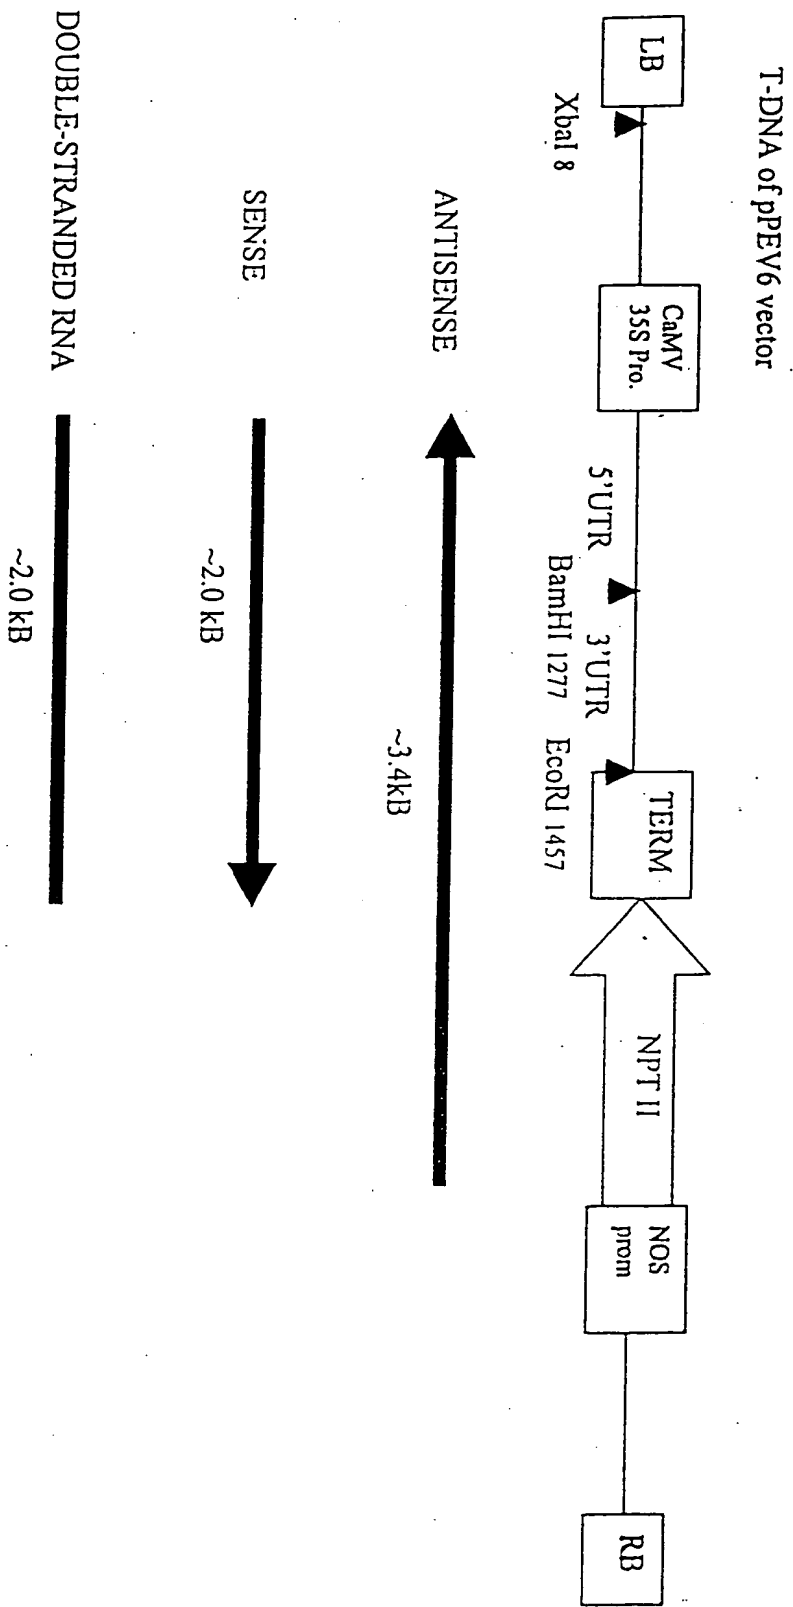 T-DNA of pPEV6 vector
LB
CaMV
35S Pro.
TERM
NPT II
NOS
prom
RB
XbaI 8
5'UTR
3'UTR
BamHI 1277
EcoRI 1457
ANTISENSE
~3.4kB
SENSE
~2.0 kB
DOUBLE-STRANDED RNA
~2.0 kB